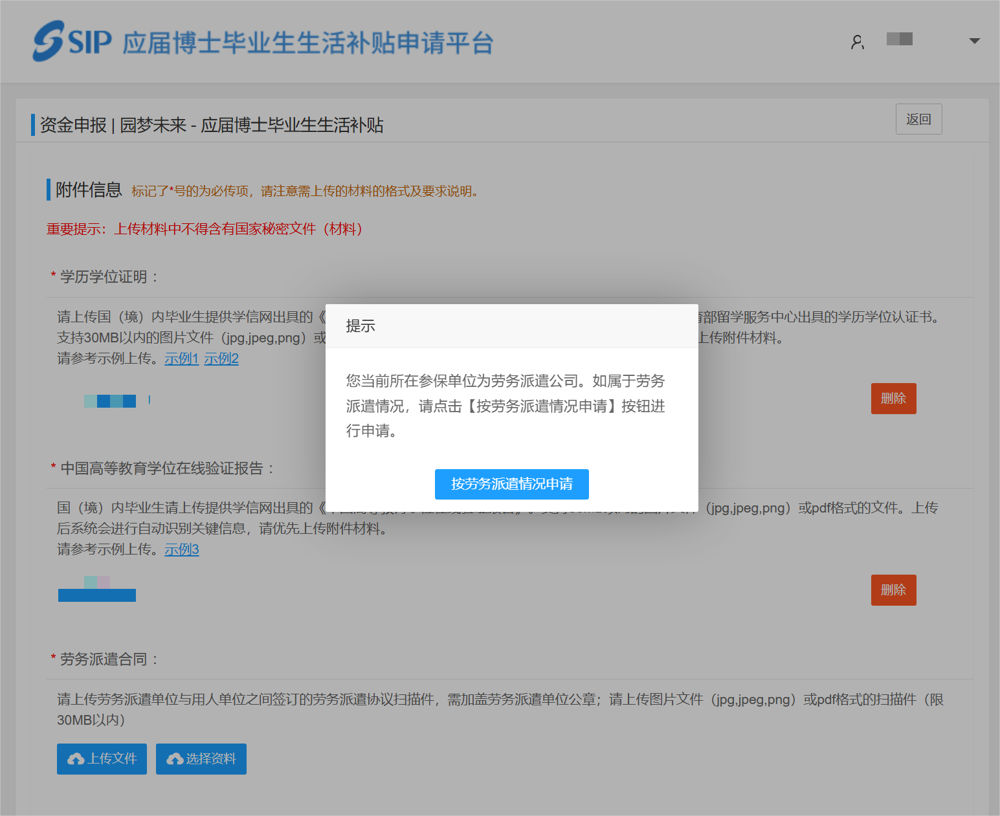 SIP 应届博士毕业生生活补贴申请平台
资金申报 | 园梦未来 - 应届博士毕业生生活补贴
返回
附件信息 标记了*号的为必传项，请注意需上传的材料的格式及要求说明。
重要提示：上传材料中不得含有国家秘密文件（材料）
* 学历学位证明：
请上传国（境）内毕业生提供学信网出具的《
育部留学服务中心出具的学历学位认证书。
支持30MB以内的图片文件（jpg,jpeg,png）或
上传附件材料。
请参考示例上传。示例1 示例2
删除
提示
您当前所在参保单位为劳务派遣公司。如属于劳务
派遣情况，请点击【按劳务派遣情况申请】按钮进
行申请。
按劳务派遣情况申请
* 中国高等教育学位在线验证报告：
国（境）内毕业生请上传提供学信网出具的《
（jpg,jpeg,png）或pdf格式的文件。上传
后系统会进行自动识别关键信息，请优先上传附件材料。
请参考示例上传。示例3
删除
* 劳务派遣合同：
请上传劳务派遣单位与用人单位之间签订的劳务派遣协议扫描件，需加盖劳务派遣单位公章；请上传图片文件（jpg,jpeg,png）或pdf格式的扫描件（限
30MB以内）
上传文件 选择资料